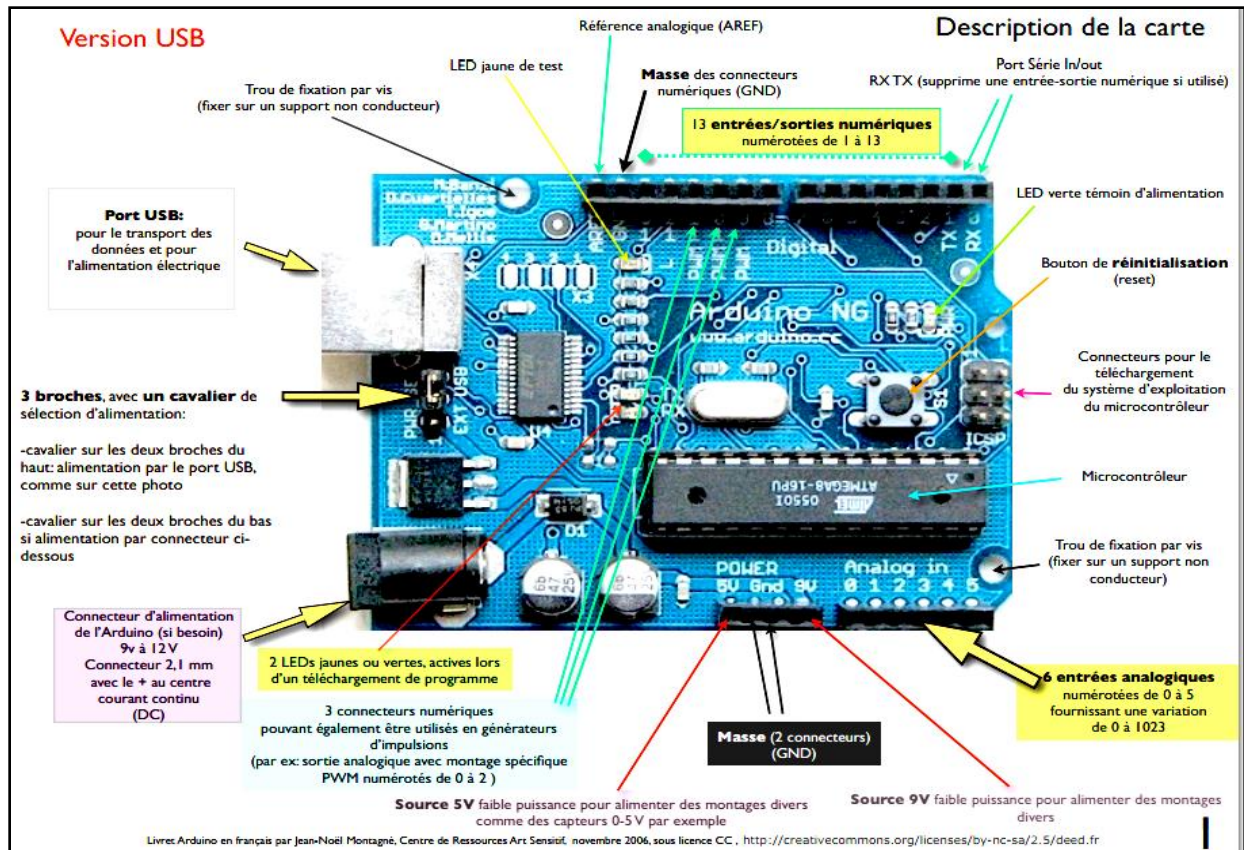 Version USB
Description de la carte
Référence analogique (AREF)
LED jaune de test
Masse des connecteurs
numériques (GND)
Port Série In/out
RX TX (supprime une entrée-sortie numérique si utilisé)
Trou de fixation par vis
(fixer sur un support non conducteur)
13 entrées/sorties numériques
numérotées de 1 à 13
LED verte témoin d'alimentation
Port USB:
pour le transport des
données et pour
l'alimentation électrique
Bouton de réinitialisation
(reset)
Connecteurs pour le
téléchargement
du système d'exploitation
du microcontrôleur
3 broches, avec un cavalier de
sélection d'alimentation:
-cavalier sur les deux broches du
haut: alimentation par le port USB,
comme sur cette photo
-cavalier sur les deux broches du bas
si alimentation par connecteur ci-
dessous
Microcontrôleur
Trou de fixation par vis
(fixer sur un support non
conducteur)
AREF
PWM
PWM
PWM
Digital
TX
RX
X3
Arduino NG
www.arduino.cc
USB
EXT
S1
ICSP
ATMEGA8-16PU
D1
POWER
5V Gnd 9V
Analog in
0 1 2 3 4 5
Connecteur d'alimentation
de l'Arduino (si besoin)
9v à 12V
Connecteur 2,1 mm
avec le + au centre
courant continu
(DC)
2 LEDs jaunes ou vertes, actives lors
d'un téléchargement de programme
3 connecteurs numériques
pouvant également être utilisés en générateurs
d'impulsions
(par ex: sortie analogique avec montage spécifique
PWM numérotés de 0 à 2 )
Masse (2 connecteurs)
(GND)
6 entrées analogiques
numérotées de 0 à 5
fournissant une variation
de 0 à 1023
Source 5V faible puissance pour alimenter des montages divers
comme des capteurs 0-5V par exemple
Source 9V faible puissance pour alimenter des montages
divers
Livret Arduino en français par Jean-Noël Montagné, Centre de Ressources Art Sensitif, novembre 2006, sous licence CC , http://creativecommons.org/licenses/by-nc-sa/2.5/deed.fr
1